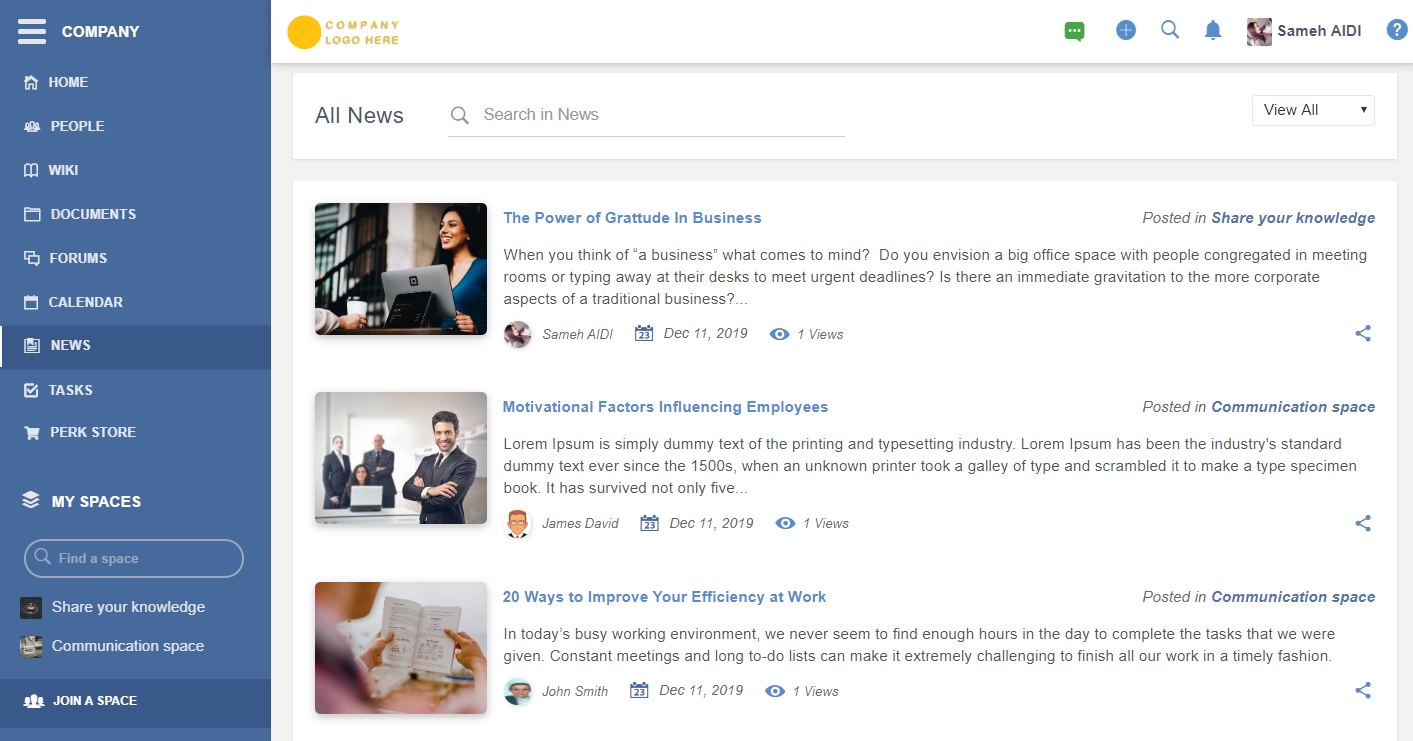 COMPANY
HOME
PEOPLE
WIKI
DOCUMENTS
FORUMS
CALENDAR
NEWS
TASKS
PERK STORE
MY SPACES
Find a space
Share your knowledge
Communication space
JOIN A SPACE
COMPANY
LOGO HERE
Sameh AIDI
?
All News
Search in News
View All
The Power of Grattude In Business
Posted in Share your knowledge
When you think of “a business” what comes to mind?  Do you envision a big office space with people congregated in meeting
rooms or typing away at their desks to meet urgent deadlines? Is there an immediate gravitation to the more corporate
aspects of a traditional business?...
Sameh AIDI 23 Dec 11, 2019 1 Views
Motivational Factors Influencing Employees
Posted in Communication space
Lorem Ipsum is simply dummy text of the printing and typesetting industry. Lorem Ipsum has been the industry's standard
dummy text ever since the 1500s, when an unknown printer took a galley of type and scrambled it to make a type specimen
book. It has survived not only five...
James David 23 Dec 11, 2019 1 Views
20 Ways to Improve Your Efficiency at Work
Posted in Communication space
In today’s busy working environment, we never seem to find enough hours in the day to complete the tasks that we were
given. Constant meetings and long to-do lists can make it extremely challenging to finish all our work in a timely fashion.
John Smith 23 Dec 11, 2019 1 Views